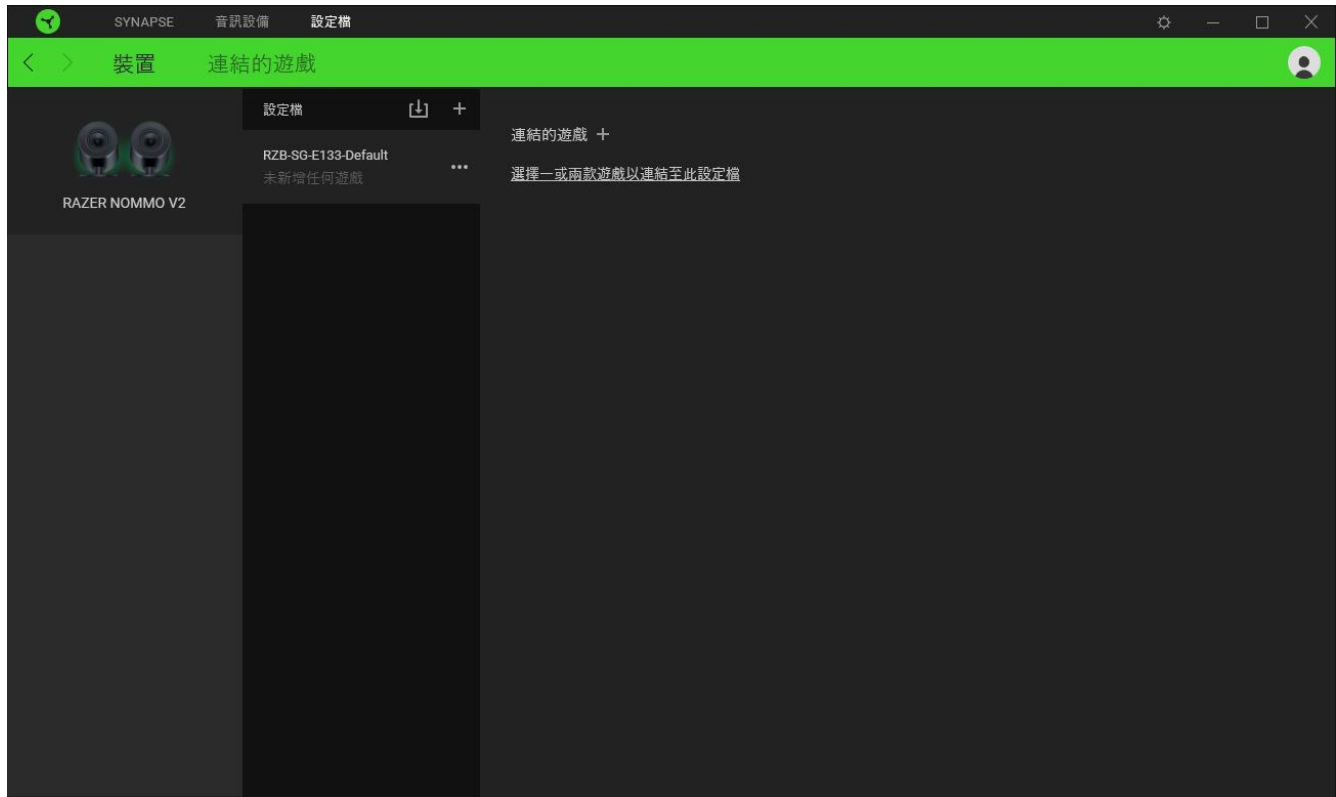 SYNAPSE 音訊設備 設定檔
裝置 連結的遊戲
RAZER NOMMO V2
設定檔
RZB-SG-E133-Default
未新增任何遊戲
連結的遊戲
選擇一或兩款遊戲以連結至此設定檔